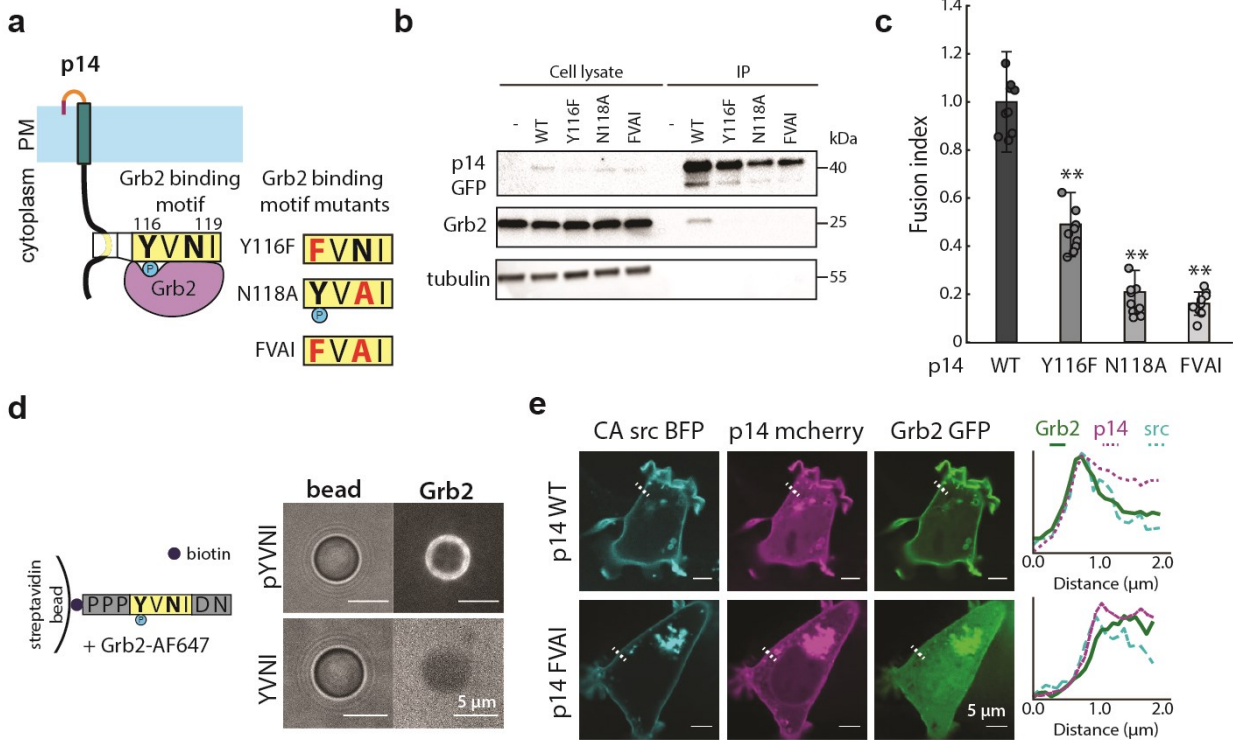 a
p14
PM
cytoplasm
Grb2 binding
motif
116 119
YVNI
P
Grb2
Grb2 binding
motif mutants
Y116F FVNI
N118A YVAI
P
FVAI FVAI
b
Cell lysate IP
- WT Y116F N118A FVAI - WT Y116F N118A FVAI kDa
p14
GFP
40
Grb2 25
tubulin 55
c
Fusion index
1.4
1.2
1.0
0.8
0.6
0.4
0.2
0
**
**
**
p14 WT Y116F N118A FVAI
d
streptavidin
bead
biotin
PPPYVNIDN
P
+ Grb2-AF647
bead Grb2
pYVNI
YVNI
5 µm
e
CA src BFP p14 mcherry Grb2 GFP
Grb2 p14 src
p14 WT
0.0 1.0 2.0
Distance (µm)
p14 FVAI
5 µm
0.0 1.0 2.0
Distance (µm)